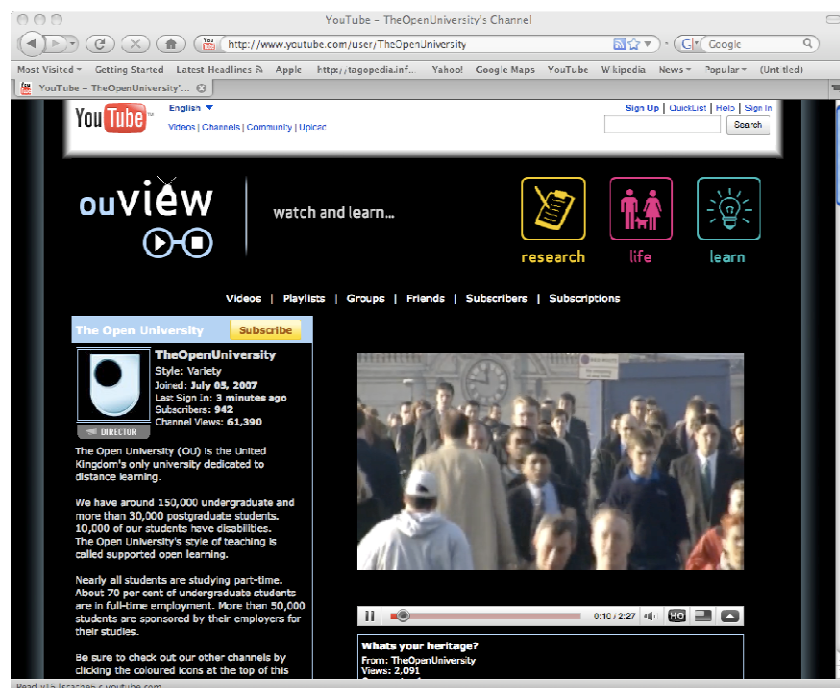 YouTube - TheOpenUniversity's Channel
http://www.youtube.com/user/TheOpenUniversity
Google
Most Visited Getting Started Latest Headlines Apple http://tagopedia.inf... Yahoo! Google Maps YouTube Wikipedia News Popular (Untitled)
YouTube - TheOpenUniversity'...
You Tube
English
Sign Up | QuickList | Help | Sign In
Videos | Channels | Community | Upload
Search
ouview
watch and learn...
research life learn
Videos | Playlists | Groups | Friends | Subscribers | Subscriptions
The Open University Subscribe
TheOpenUniversity
Style: Variety
Joined: July 05, 2007
Last Sign In: 3 minutes ago
Subscribers: 942
Channel Views: 61,390
DIRECTOR
The Open University (OU) is the United
Kingdom's only university dedicated to
distance learning.
We have around 150,000 undergraduate and
more than 30,000 postgraduate students.
10,000 of our students have disabilities.
The Open University's style of teaching is
called supported open learning.
Nearly all students are studying part-time.
About 70 per cent of undergraduate students
are in full-time employment. More than 50,000
students are sponsored by their employers for
their studies.
Be sure to check out our other channels by
clicking the coloured icons at the top of this
0:10 / 2:27 HQ
Whats your heritage?
From: TheOpenUniversity
Views: 2,091